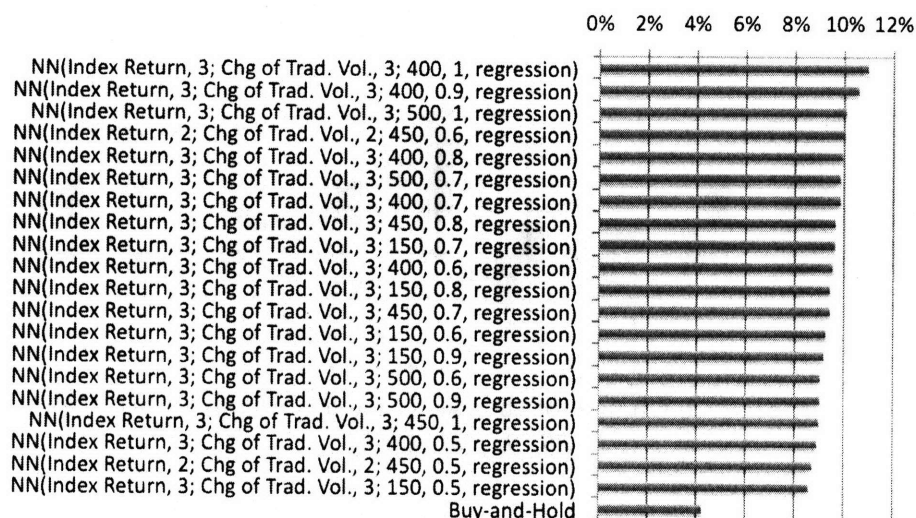 0% 2% 4% 6% 8% 10% 12%
NN(Index Return, 3; Chg of Trad. Vol., 3; 400, 1, regression)
NN(Index Return, 3; Chg of Trad. Vol., 3; 400, 0.9, regression)
NN(Index Return, 3; Chg of Trad. Vol., 3; 500, 1, regression)
NN(Index Return, 2; Chg of Trad. Vol., 2; 450, 0.6, regression)
NN(Index Return, 3; Chg of Trad. Vol., 3; 400, 0.8, regression)
NN(Index Return, 3; Chg of Trad. Vol., 3; 500, 0.7, regression)
NN(Index Return, 3; Chg of Trad. Vol., 3; 400, 0.7, regression)
NN(Index Return, 3; Chg of Trad. Vol., 3; 450, 0.8, regression)
NN(Index Return, 3; Chg of Trad. Vol., 3; 150, 0.7, regression)
NN(Index Return, 3; Chg of Trad. Vol., 3; 400, 0.6, regression)
NN(Index Return, 3; Chg of Trad. Vol., 3; 150, 0.8, regression)
NN(Index Return, 3; Chg of Trad. Vol., 3; 450, 0.7, regression)
NN(Index Return, 3; Chg of Trad. Vol., 3; 150, 0.6, regression)
NN(Index Return, 3; Chg of Trad. Vol., 3; 150, 0.9, regression)
NN(Index Return, 3; Chg of Trad. Vol., 3; 500, 0.6, regression)
NN(Index Return, 3; Chg of Trad. Vol., 3; 500, 0.9, regression)
NN(Index Return, 3; Chg of Trad. Vol., 3; 450, 1, regression)
NN(Index Return, 3; Chg of Trad. Vol., 3; 400, 0.5, regression)
NN(Index Return, 2; Chg of Trad. Vol., 2; 450, 0.5, regression)
NN(Index Return, 3; Chg of Trad. Vol., 3; 150, 0.5, regression)
Buy-and-Hold